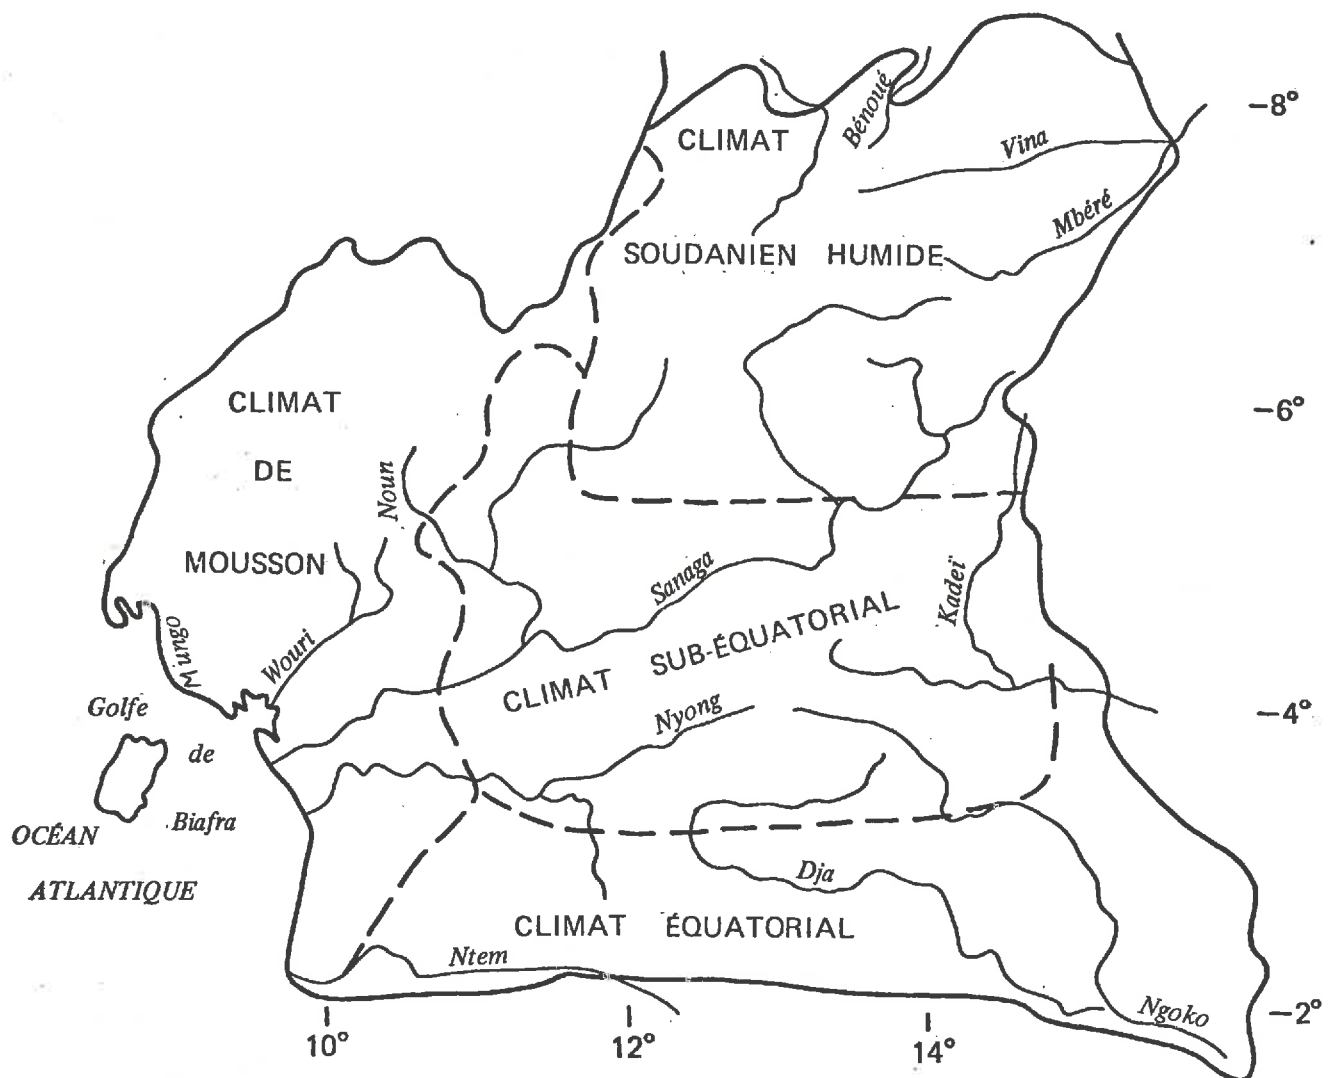 CLIMAT
Bénoué
−8°
Vina
Mbéré
SOUDANIEN HUMIDE
CLIMAT
−6°
DE
Noun
MOUSSON
Sanaga
Kadeï
Mungo
Wouri
CLIMAT SUB-ÉQUATORIAL
Golfe
Nyong
−4°
de
Biafra
OCÉAN
ATLANTIQUE
Dja
CLIMAT ÉQUATORIAL
Ntem
Ngoko
−2°
10°
12°
14°